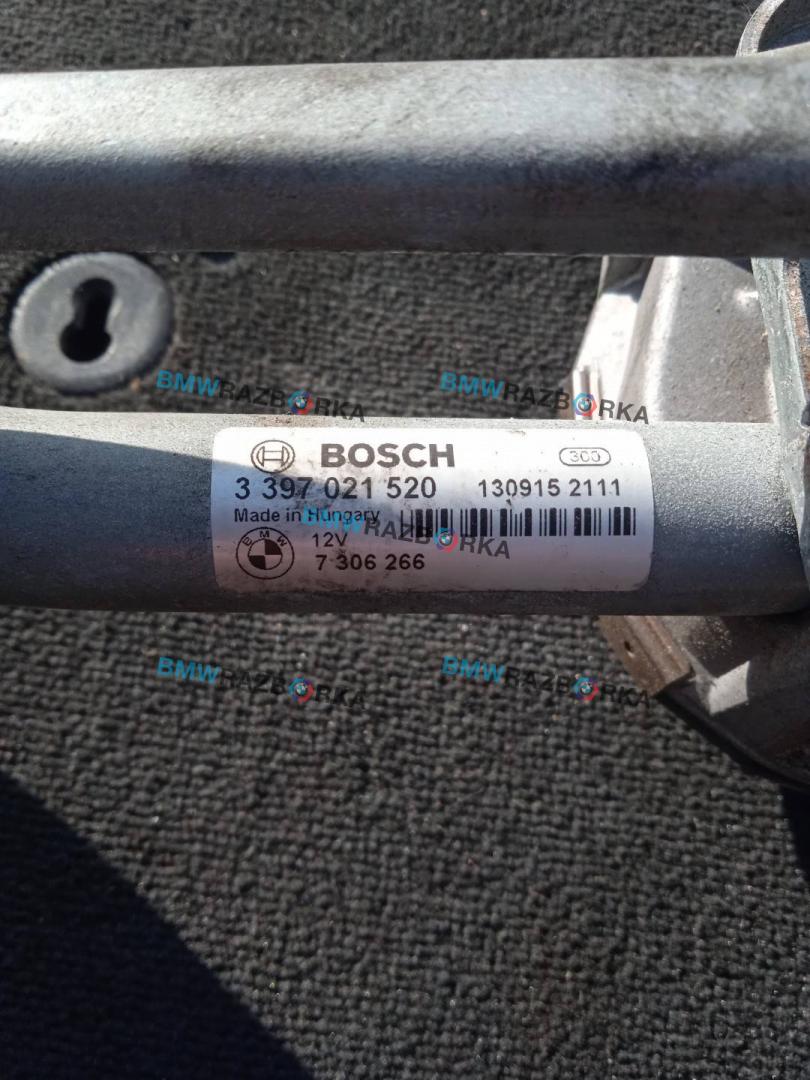 BMWRAZBORKA BMWRAZBORKA
BOSCH 300
3 397 021 520 130915 2111
Made in Hungary
BMWRAZBORKA
12V
BMW
7 306 266
BMWRAZBORKA BMWRAZBORKA